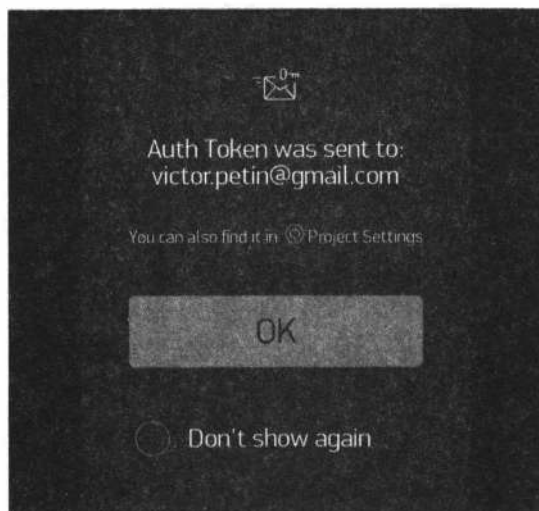 Auth Token was sent to:
victor.petin@gmail.com
You can also find it in Project Settings
OK
Don't show again